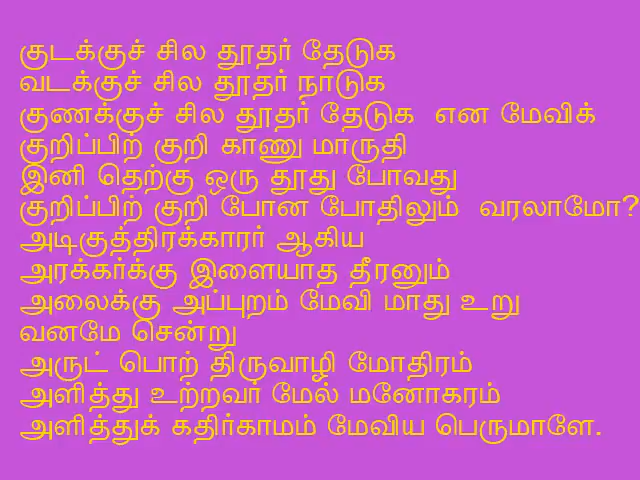 குடக்குச் சில தூதர் தேடுக
வடக்குச் சில தூதர் நாடுக
குணக்குச் சில தூதர் தேடுக என மேவிக்
குறிப்பிற் குறி காணு மாருதி
இனி தெற்கு ஒரு தூது போவது
குறிப்பிற் குறி போன போதிலும் வரலாமோ?
அடிகுத்திரக்காரர் ஆகிய
அரக்கர்க்கு இளையாத தீரனும்
அலைக்கு அப்புறம் மேவி மாது உறு
வனமே சென்று
அருட் பொற் திருவாழி மோதிரம்
அளித்து உற்றவர் மேல் மனோகரம்
அளித்துக் கதிர்காமம் மேவிய பெருமாளே.